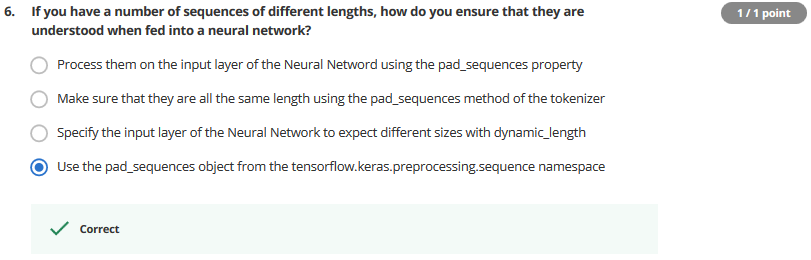 6. If you have a number of sequences of different lengths, how do you ensure that they are
understood when fed into a neural network?
1 / 1 point
Process them on the input layer of the Neural Netword using the pad_sequences property
Make sure that they are all the same length using the pad_sequences method of the tokenizer
Specify the input layer of the Neural Network to expect different sizes with dynamic_length
Use the pad_sequences object from the tensorflow.keras.preprocessing.sequence namespace
Correct